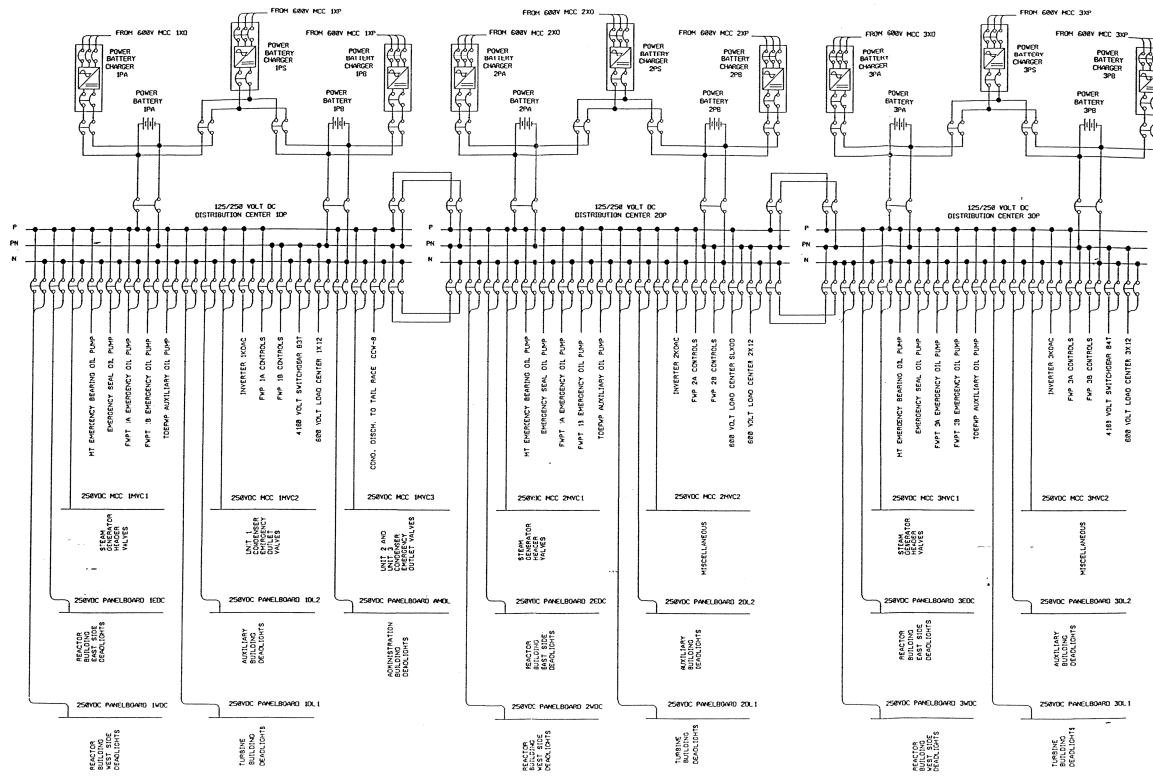 FROM 600V MCC 1XP
FROM 600V MCC 1XO
POWER
BATTERY
CHARGER
1PA
POWER
BATTERY
CHARGER
1PS
FROM 600V MCC 1XP
POWER
BATTERY
CHARGER
1PB
POWER
BATTERY
1PA
POWER
BATTERY
1PB
125/250 VOLT DC
DISTRIBUTION CENTER 1DP
P
PN
N
MT EMERGENCY BEARING OIL PUMP
EMERGENCY SEAL OIL PUMP
FWPT 1A EMERGENCY OIL PUMP
FWPT 1B EMERGENCY OIL PUMP
TDEFWP AUXILIARY OIL PUMP
INVERTER 1KOAC
FWP 1A CONTROLS
FWP 1B CONTROLS
4160 VOLT SWITCHGEAR B3T
600 VOLT LOAD CENTER 1X12
COND. DISCH. TO TAIL RACE CCW-8
250VDC MCC 1MVC1
STEAM
GENERATOR
HEADER
VALVES
250VDC MCC 1MVC2
UNIT 1
CONDENSER
EMERGENCY
OUTLET
VALVES
250VDC MCC 1MVC3
UNIT 2 AND
UNIT 3
CONDENSER
EMERGENCY
OUTLET VALVES
250VDC PANELBOARD 1EDC
REACTOR
BUILDING
EAST SIDE
DEADLIGHTS
250VDC PANELBOARD 1DL2
AUXILIARY
BUILDING
DEADLIGHTS
250VDC PANELBOARD AMDL
ADMINISTRATION
BUILDING
DEADLIGHTS
250VDC PANELBOARD 1WDC
REACTOR
BUILDING
WEST SIDE
DEADLIGHTS
250VDC PANELBOARD 1DL1
TURBINE
BUILDING
DEADLIGHTS
FROM 600V MCC 2XO
FROM 600V MCC 2XO
POWER
BATTERY
CHARGER
2PA
POWER
BATTERY
CHARGER
2PS
FROM 600V MCC 2XP
POWER
BATTERY
CHARGER
2PB
POWER
BATTERY
2PA
POWER
BATTERY
2PB
125/250 VOLT DC
DISTRIBUTION CENTER 2DP
P
PN
N
MT EMERGENCY BEARING OIL PUMP
EMERGENCY SEAL OIL PUMP
FWPT 1A EMERGENCY OIL PUMP
FWPT 1B EMERGENCY OIL PUMP
TDEFWP AUXILIARY OIL PUMP
INVERTER 2KOAC
FWP 2A CONTROLS
FWP 2B CONTROLS
600 VOLT LOAD CENTER SLXOD
600 VOLT LOAD CENTER 2X12
250VDC MCC 2MVC1
STEAM
GENERATOR
HEADER
VALVES
250VDC MCC 2MVC2
MISCELLANEOUS
250VDC PANELBOARD 2EDC
REACTOR
BUILDING
EAST SIDE
DEADLIGHTS
250VDC PANELBOARD 2DL2
AUXILIARY
BUILDING
DEADLIGHTS
250VDC PANELBOARD 2WDC
REACTOR
BUILDING
WEST SIDE
DEADLIGHTS
250VDC PANELBOARD 2DL1
TURBINE
BUILDING
DEADLIGHTS
FROM 600V MCC 3XP
FROM 600V MCC 3XO
POWER
BATTERY
CHARGER
3PA
POWER
BATTERY
CHARGER
3PS
FROM 600V MCC 3XP
POWER
BATTERY
CHARGER
3PB
POWER
BATTERY
3PA
POWER
BATTERY
3PB
125/250 VOLT DC
DISTRIBUTION CENTER 3DP
P
PN
N
MT EMERGENCY BEARING OIL PUMP
EMERGENCY SEAL OIL PUMP
FWPT 3A EMERGENCY OIL PUMP
FWPT 3B EMERGENCY OIL PUMP
TDEFWP AUXILIARY OIL PUMP
INVERTER 3KOAC
FWP 3A CONTROLS
FWP 3B CONTROLS
VOLT SWITCHGEAR B4T
600 VOLT LOAD CENTER 3X12
250VDC MCC 3MVC1
STEAM
GENERATOR
HEADER
VALVES
250VDC MCC 3MVC2
MISCELLANEOUS
250VDC PANELBOARD 3EDC
REACTOR
BUILDING
EAST SIDE
DEADLIGHTS
250VDC PANELBOARD 3DL2
AUXILIARY
BUILDING
DEADLIGHTS
250VDC PANELBOARD 3WDC
REACTOR
BUILDING
WEST SIDE
DEADLIGHTS
250VDC PANELBOARD 3DL1
TURBINE
BUILDING
DEADLIGHTS